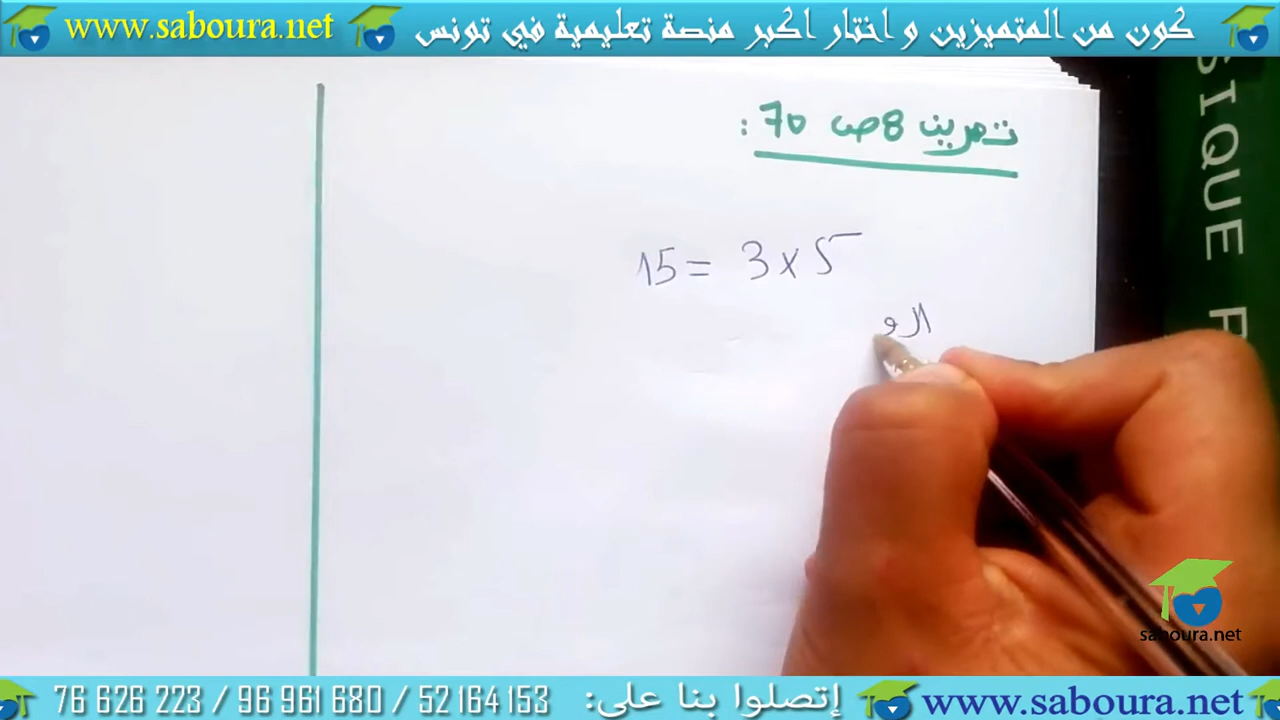 www.saboura.net كون من المتميزين و اختار اكبر منصة تعليمية في تونس
SIQUE P
تمرين 8 ص 70 :
15 = 3 x 5
الو
saboura.net
76 626 223 / 96 961 680 / 52 164 153 :إتصلوا بنا على www.saboura.net